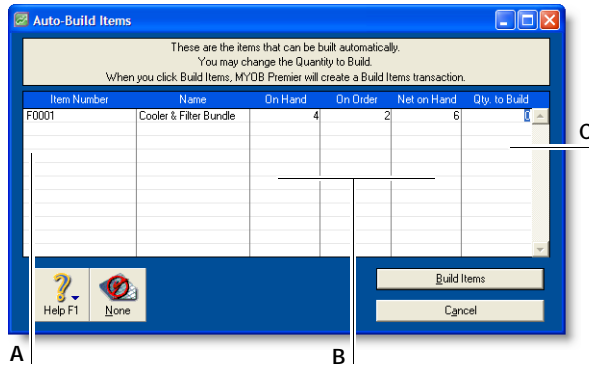 Auto-Build Items
These are the items that can be built automatically.
You may change the Quantity to Build.
When you click Build Items, MYOB Premier will create a Build Items transaction.
Item Number Name On Hand On Order Net on Hand Qty. to Build
F0001 Cooler & Filter Bundle 4 2 6 0
C
Help F1 None
Build Items
Cancel
A B